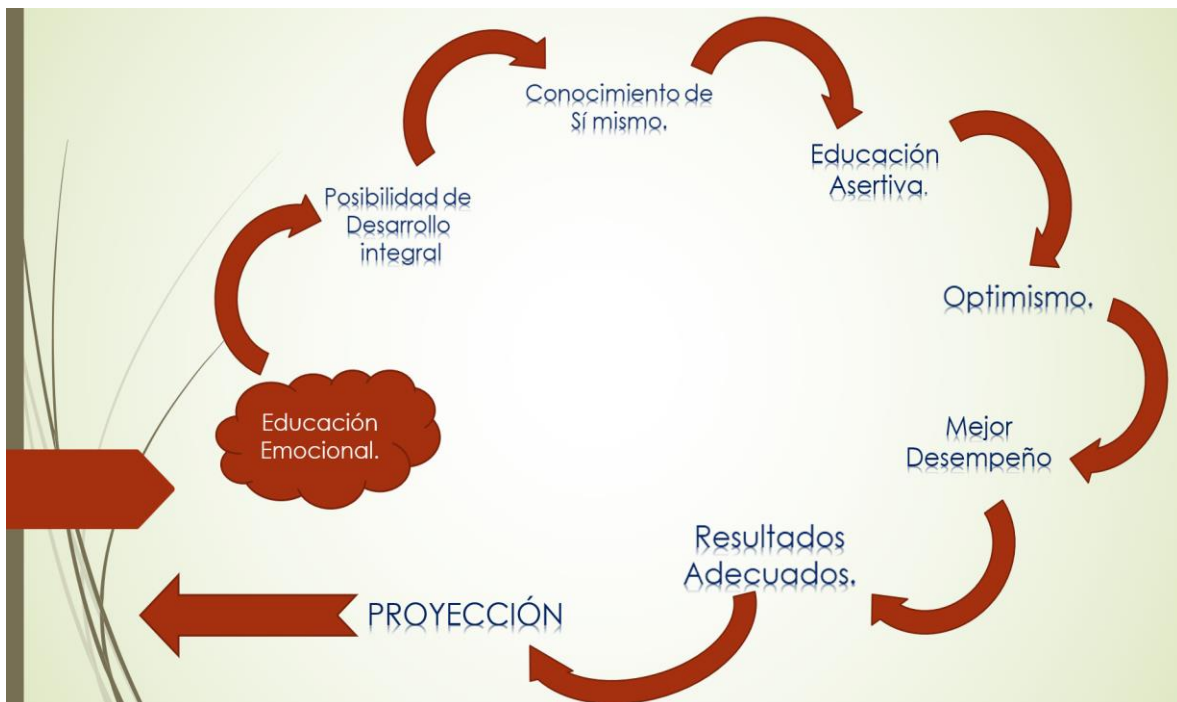 Conocimiento de
Sí mismo.
Educación
Asertiva.
Posibilidad de
Desarrollo
integral
Optimismo.
Educación
Emocional.
Mejor
Desempeño
Resultados
Adecuados.
PROYECCIÓN